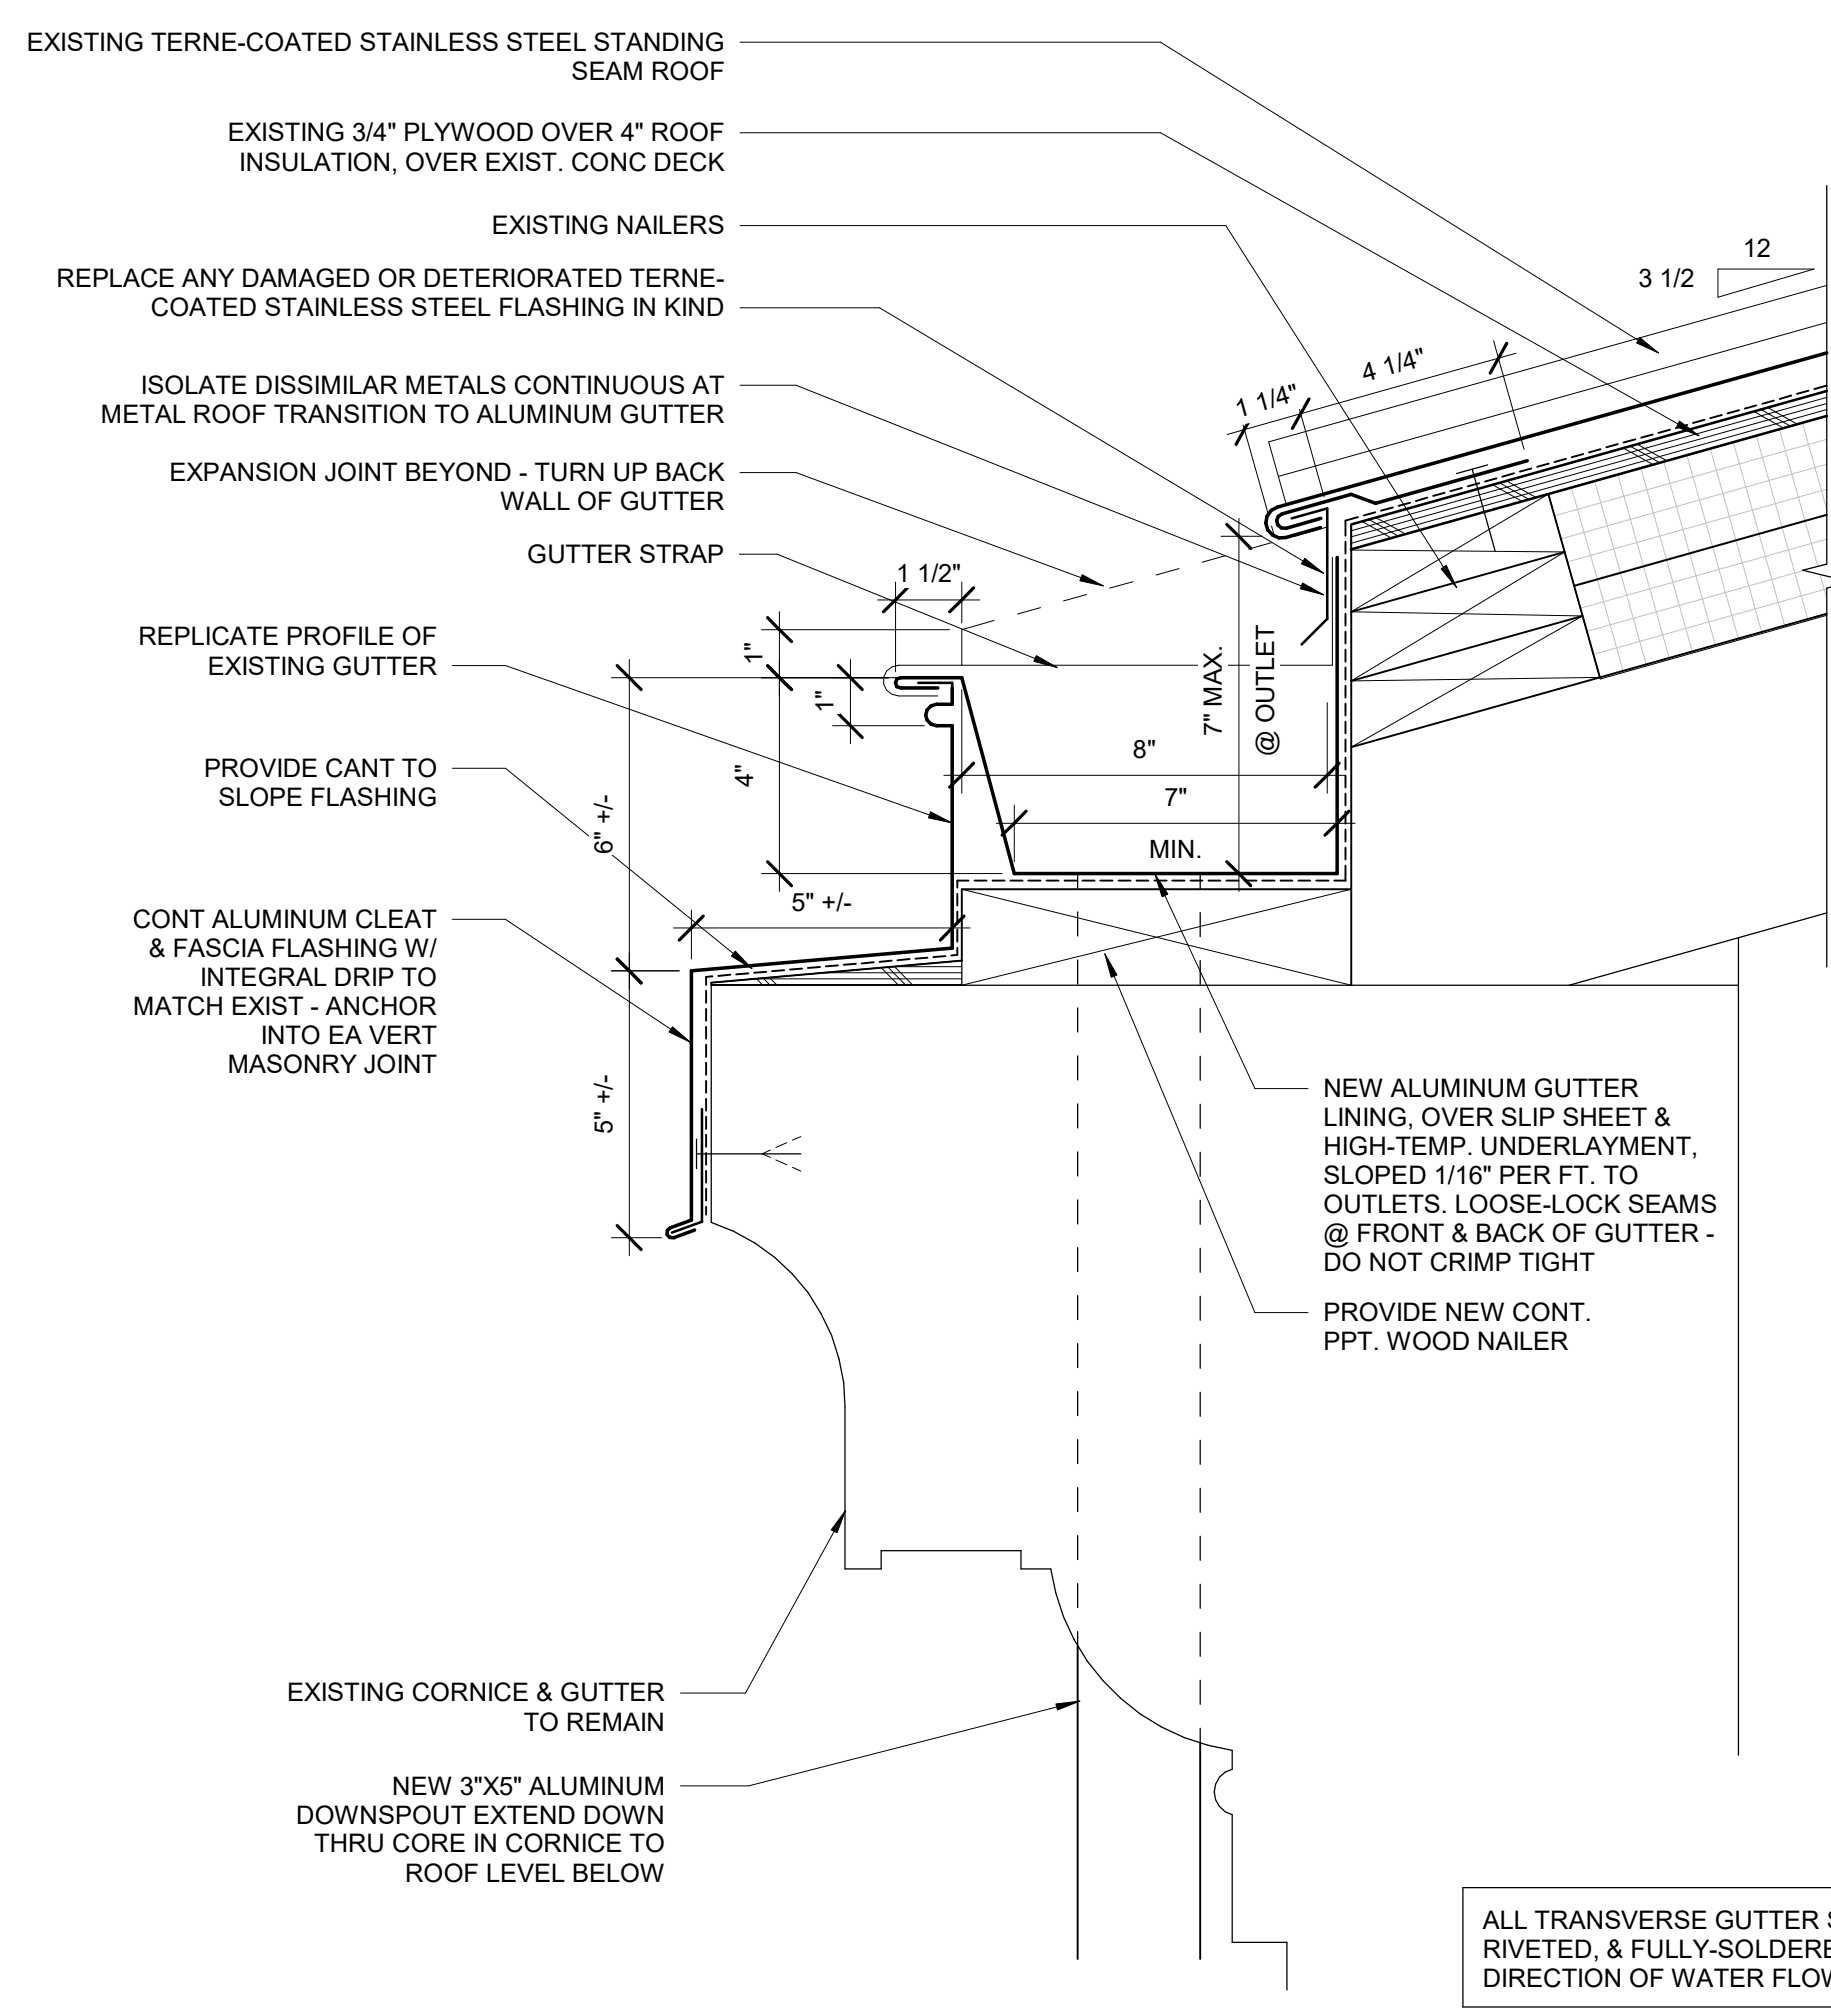 EXISTING TERNE-COATED STAINLESS STEEL STANDING
SEAM ROOF
EXISTING 3/4" PLYWOOD OVER 4" ROOF
INSULATION, OVER EXIST. CONC DECK
EXISTING NAILERS
REPLACE ANY DAMAGED OR DETERIORATED TERNE-
COATED STAINLESS STEEL FLASHING IN KIND
ISOLATE DISSIMILAR METALS CONTINUOUS AT
METAL ROOF TRANSITION TO ALUMINUM GUTTER
EXPANSION JOINT BEYOND - TURN UP BACK
WALL OF GUTTER
GUTTER STRAP
REPLICATE PROFILE OF
EXISTING GUTTER
PROVIDE CANT TO
SLOPE FLASHING
CONT ALUMINUM CLEAT
& FASCIA FLASHING W/
INTEGRAL DRIP TO
MATCH EXIST - ANCHOR
INTO EA VERT
MASONRY JOINT
EXISTING CORNICE & GUTTER
TO REMAIN
NEW 3"X5" ALUMINUM
DOWNSPOUT EXTEND DOWN
THRU CORE IN CORNICE TO
ROOF LEVEL BELOW
12
3 1/2
4 1/4"
1 1/4"
1 1/2"
1"
1"
4"
6" +/-
5" +/-
5" +/-
7" MAX.
@ OUTLET
8"
7"
MIN.
NEW ALUMINUM GUTTER
LINING, OVER SLIP SHEET &
HIGH-TEMP. UNDERLAYMENT,
SLOPED 1/16" PER FT. TO
OUTLETS. LOOSE-LOCK SEAMS
@ FRONT & BACK OF GUTTER -
DO NOT CRIMP TIGHT
PROVIDE NEW CONT.
PPT. WOOD NAILER
ALL TRANSVERSE GUTTER
RIVETED, & FULLY-SOLDERE
DIRECTION OF WATER FLOW